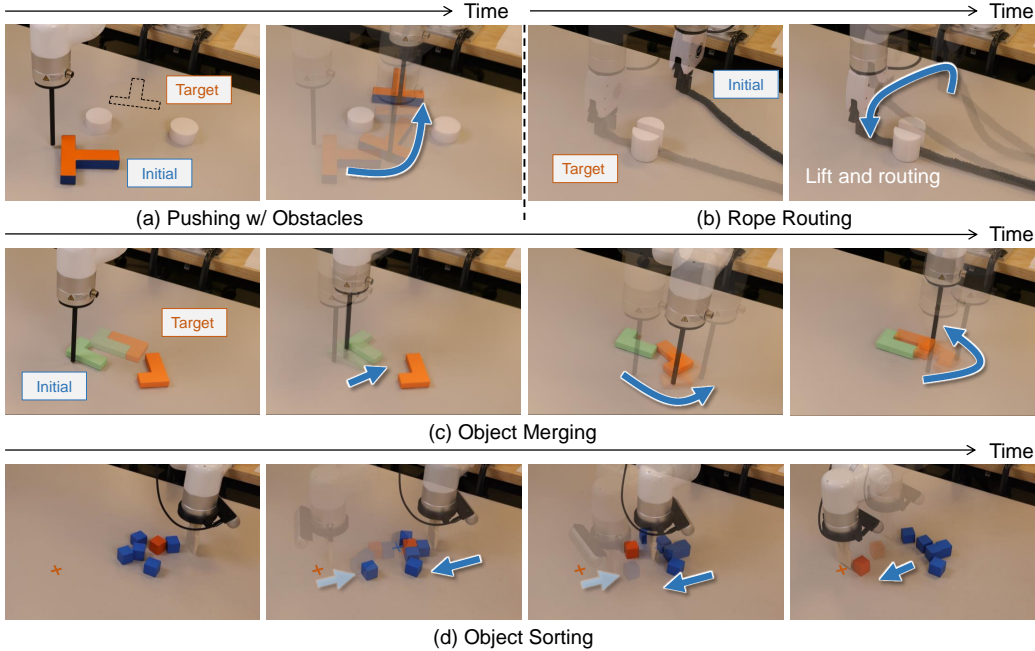 Time
Time
Target
Initial
Initial
Target
Lift and routing
(a) Pushing w/ Obstacles
(b) Rope Routing
Time
Target
Initial
(c) Object Merging
Time
(d) Object Sorting